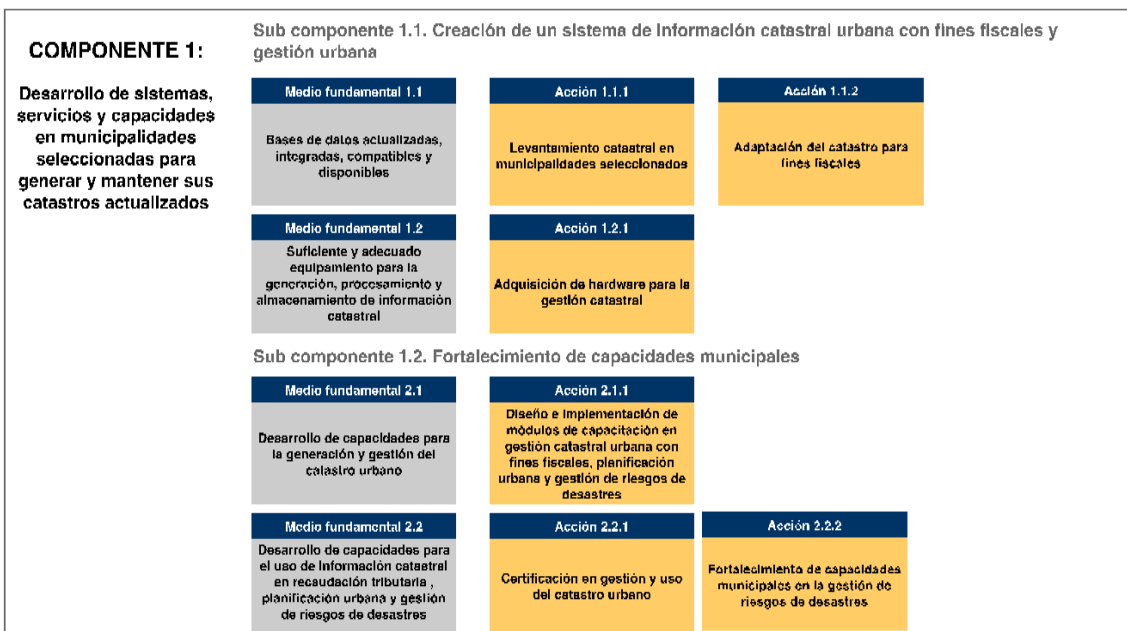 COMPONENTE 1:
Desarrollo de sistemas,
servicios y capacidades
en municipalidades
seleccionadas para
generar y mantener sus
catastros actualizados
Sub componente 1.1. Creación de un sistema de Información catastral urbana con fines fiscales y
gestión urbana
Medio fundamental 1.1
Bases de datos actualizadas,
integradas, compatibles y
disponibles
Acción 1.1.1
Levantamiento catastral en
municipalidades seleccionados
Acción 1.1.2
Adaptación del catastro para
fines fiscales
Medio fundamental 1.2
Suficiente y adecuado
equipamiento para la
generación, procesamiento y
almacenamiento de información
catastral
Acción 1.2.1
Adquisición de hardware para la
gestión catastral
Sub componente 1.2. Fortalecimiento de capacidades municipales
Medio fundamental 2.1
Desarrollo de capacidades para
la generación y gestión del
catastro urbano
Acción 2.1.1
Diseño e Implementación de
módulos de capacitación en
gestión catastral urbana con
fines fiscales, planificación
urbana y gestión de riesgos de
desastres
Medio fundamental 2.2
Desarrollo de capacidades para
el uso de Información catastral
en recaudación tributaria ,
planificación urbana y gestión
de riesgos de desastres
Acción 2.2.1
Certificación en gestión y uso
del catastro urbano
Acción 2.2.2
Fortalecimiento de capacidades
municipales en la gestión de
riesgos de desastres